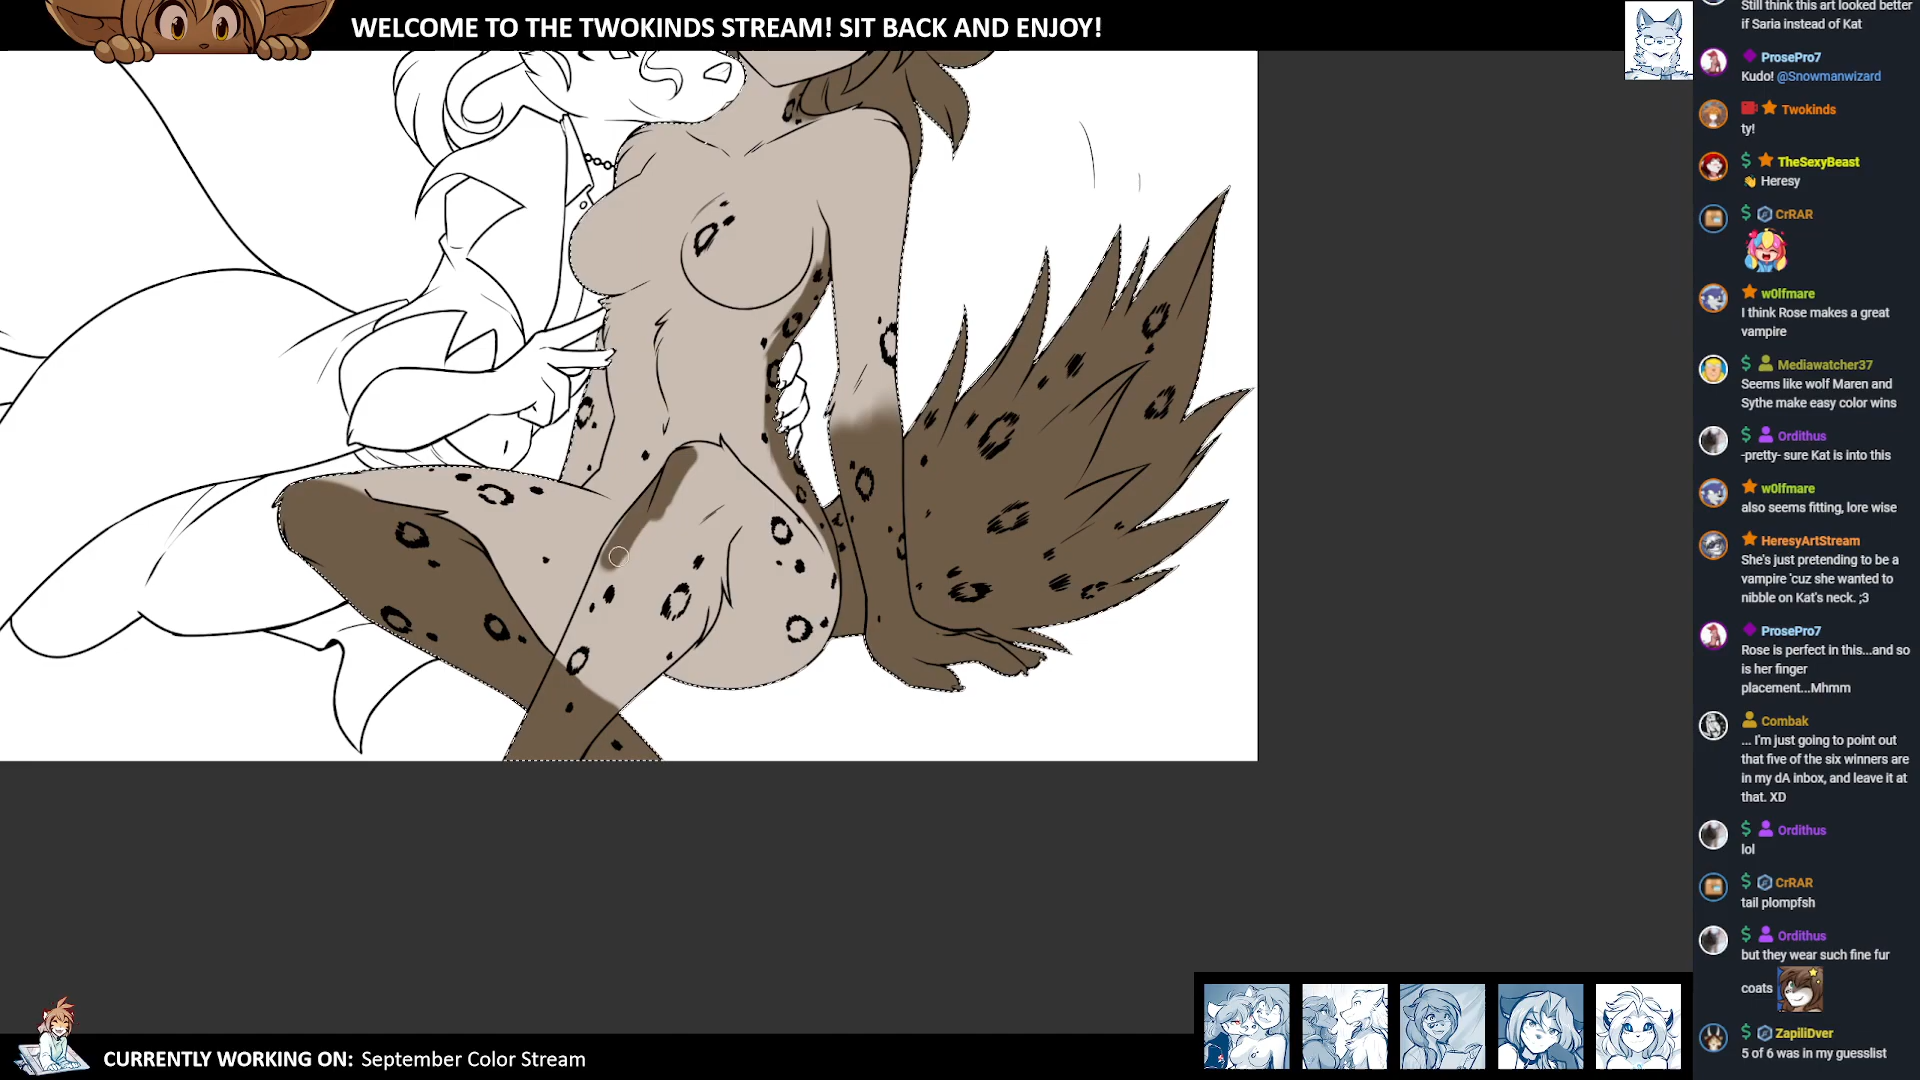 WELCOME TO THE TWOKINDS STREAM! SIT BACK AND ENJOY!
Still think this art looked better
if Saria instead of Kat
ProsePro7
Kudo! @Snowmanwizard
Twokinds
ty!
TheSexyBeast
Heresy
CrRAR
w0lfmare
I think Rose makes a great
vampire
Mediawatcher37
Seems like wolf Maren and
Sythe make easy color wins
Ordithus
-pretty- sure Kat is into this
w0lfmare
also seems fitting, lore wise
HeresyArtStream
She's just pretending to be a
vampire 'cuz she wanted to
nibble on Kat's neck. ;3
ProsePro7
Rose is perfect in this...and so
is her finger
placement...Mhmm
Combak
... I'm just going to point out
that five of the six winners are
in my dA inbox, and leave it at
that. XD
Ordithus
lol
CrRAR
tail plompfsh
Ordithus
but they wear such fine fur
coats
ZapiliDver
5 of 6 was in my guesslist
CURRENTLY WORKING ON: September Color Stream